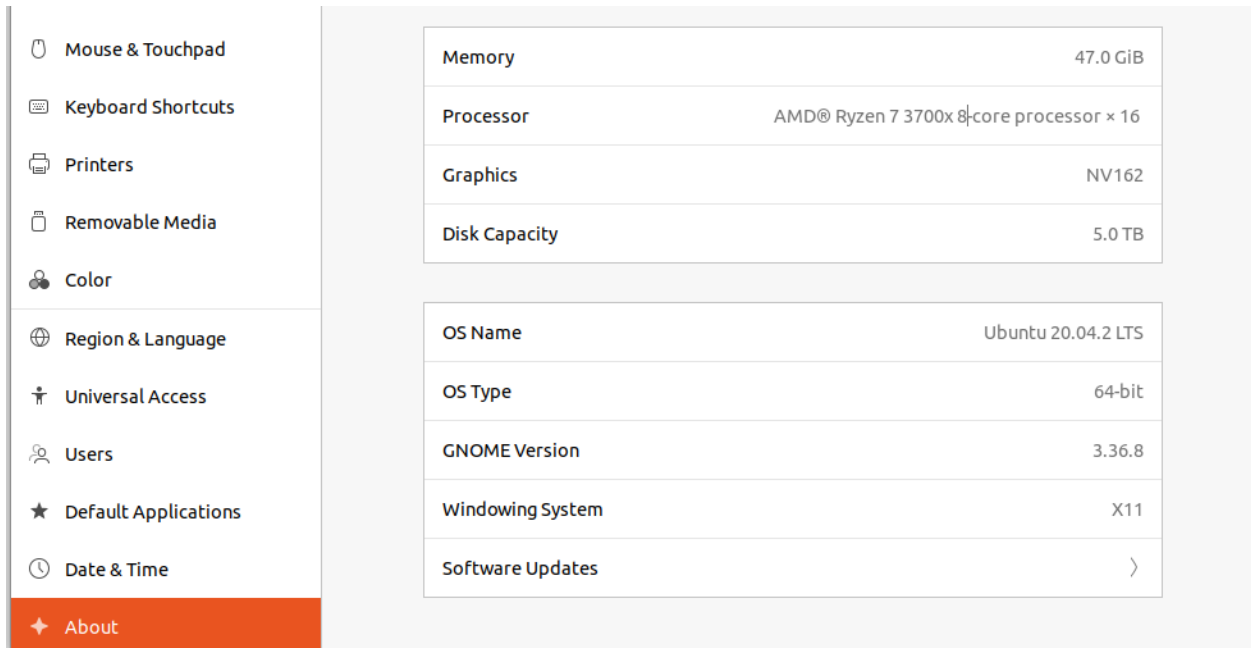 Mouse & Touchpad
Keyboard Shortcuts
Printers
Removable Media
Color
Region & Language
Universal Access
Users
Default Applications
Date & Time
About
Memory 47.0 GiB
Processor AMD® Ryzen 7 3700x 8-core processor × 16
Graphics NV162
Disk Capacity 5.0 TB
OS Name Ubuntu 20.04.2 LTS
OS Type 64-bit
GNOME Version 3.36.8
Windowing System X11
Software Updates